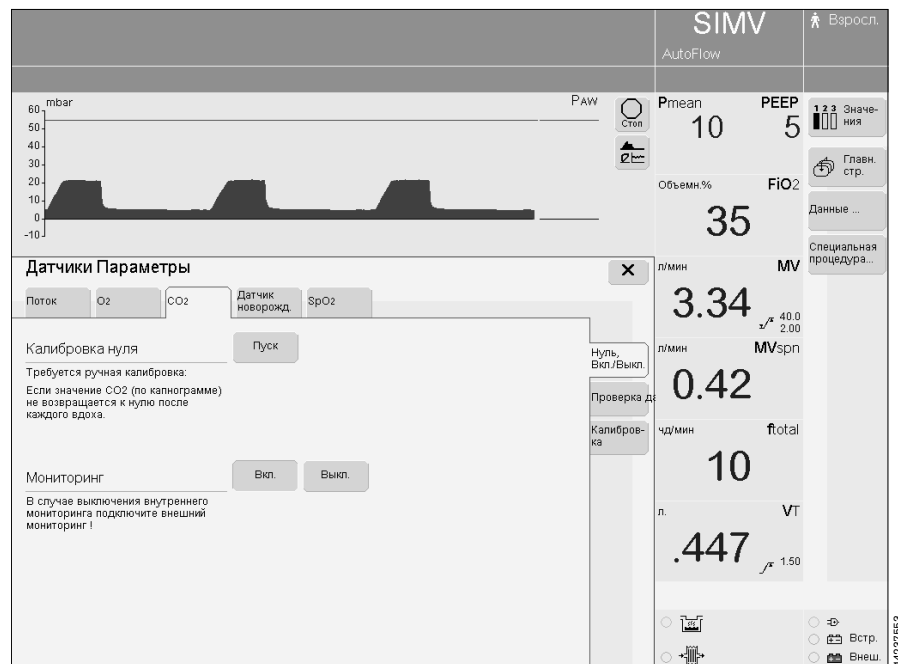 SIMV
AutoFlow
Взросл.
mbar
Paw
60
50
40
30
20
10
0
-10
Стоп
Pmean PEEP
10 5
Объемн.% FiO2
35
л/мин MV
3.34
40.0
2.00
л/мин MVspn
0.42
чд/мин ftotal
10
л. VT
.447
1.50
1 2 3 Значе-
ния
Главн.
стр.
Данные ...
Специальная
процедура...
Датчики Параметры
Поток
O2
CO2
Датчик
новорожд.
SpO2
Калибровка нуля
Пуск
Требуется ручная калибровка:
Если значение CO2 (по капнограмме)
не возвращается к нулю после
каждого вдоха.
Мониторинг
Вкл.
Выкл.
В случае выключения внутреннего
мониторинга подключите внешний
мониторинг !
Нуль,
Вкл./Выкл.
Проверка да
Калибров-
ка
Встр.
Внеш.